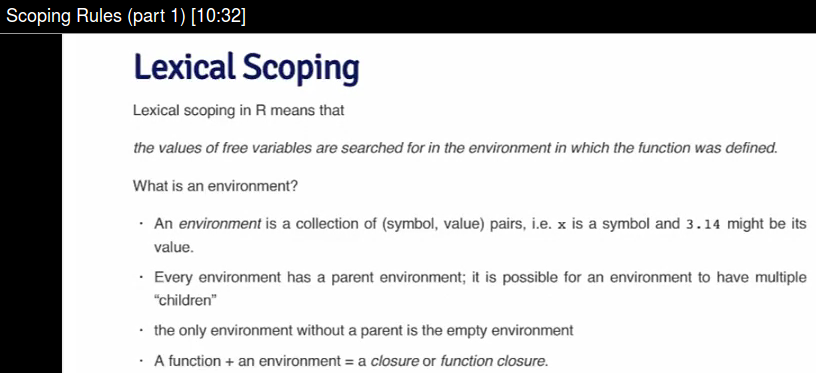 Scoping Rules (part 1) [10:32]
Lexical Scoping
Lexical scoping in R means that
the values of free variables are searched for in the environment in which the function was defined.
What is an environment?
· An environment is a collection of (symbol, value) pairs, i.e. x is a symbol and 3.14 might be its
value.
· Every environment has a parent environment; it is possible for an environment to have multiple
“children”
· the only environment without a parent is the empty environment
· A function + an environment = a closure or function closure.